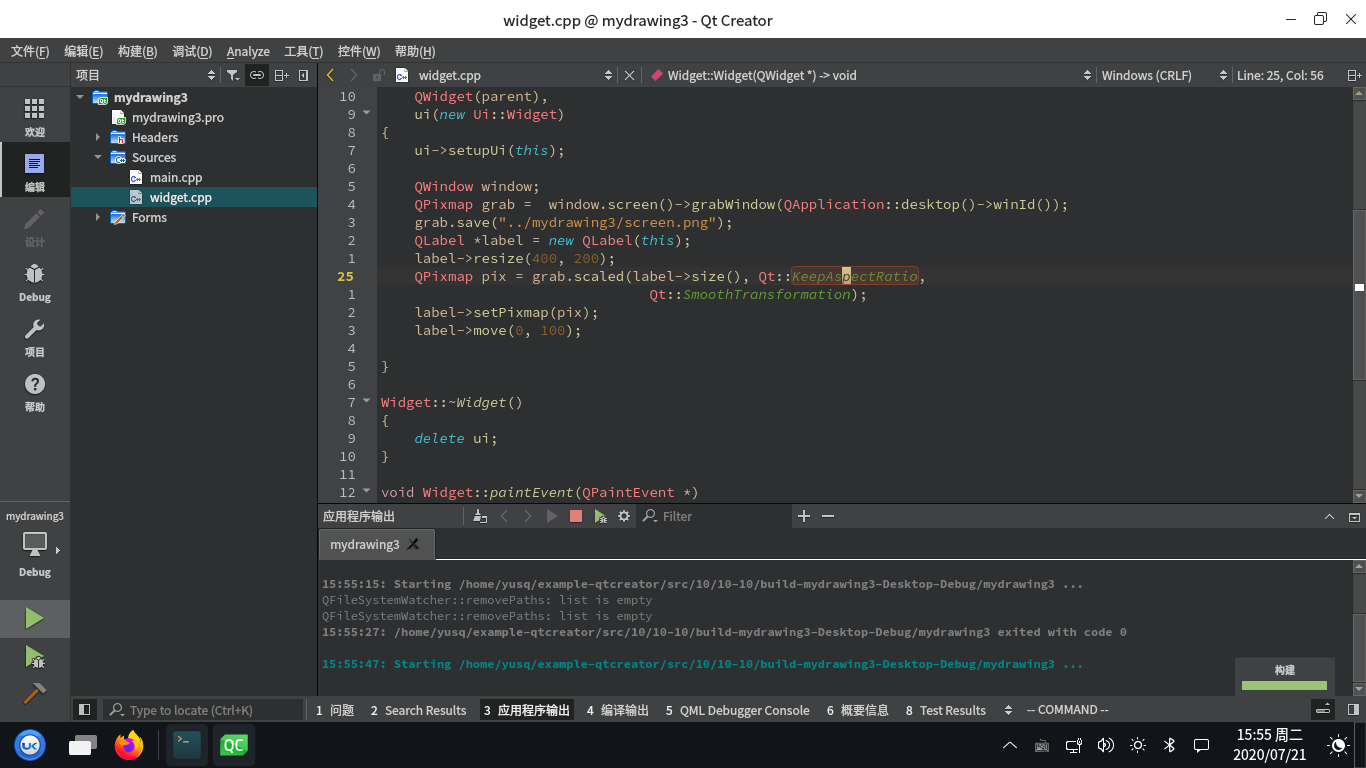 widget.cpp @ mydrawing3 - Qt Creator
文件(F) 编辑(E) 构建(B) 调试(D) Analyze 工具(T) 控件(W) 帮助(H)
项目
widget.cpp
Widget::Widget(QWidget *) -> void
Windows (CRLF)
Line: 25, Col: 56
欢迎
编辑
设计
Debug
项目
帮助
mydrawing3
Debug
mydrawing3
mydrawing3.pro
Headers
Sources
main.cpp
widget.cpp
Forms
10 QWidget(parent),
9 ui(new Ui::Widget)
8 {
7 ui->setupUi(this);
6
5 QWindow window;
4 QPixmap grab =  window.screen()->grabWindow(QApplication::desktop()->winId());
3 grab.save("../mydrawing3/screen.png");
2 QLabel *label = new QLabel(this);
1 label->resize(400, 200);
25 QPixmap pix = grab.scaled(label->size(), Qt::KeepAspectRatio,
1 Qt::SmoothTransformation);
2 label->setPixmap(pix);
3 label->move(0, 100);
4
5 }
6
7 Widget::~Widget()
8 {
9 delete ui;
10 }
11
12 void Widget::paintEvent(QPaintEvent *)
应用程序输出
Filter
mydrawing3
15:55:15: Starting /home/yusq/example-qtcreator/src/10/10-10/build-mydrawing3-Desktop-Debug/mydrawing3 ...
QFileSystemWatcher::removePaths: list is empty
QFileSystemWatcher::removePaths: list is empty
15:55:27: /home/yusq/example-qtcreator/src/10/10-10/build-mydrawing3-Desktop-Debug/mydrawing3 exited with code 0
15:55:47: Starting /home/yusq/example-qtcreator/src/10/10-10/build-mydrawing3-Desktop-Debug/mydrawing3 ...
构建
Type to locate (Ctrl+K)
1 问题 2 Search Results 3 应用程序输出 4 编译输出 5 QML Debugger Console 6 概要信息 8 Test Results
-- COMMAND --
UK
QC
15:55 周二
2020/07/21